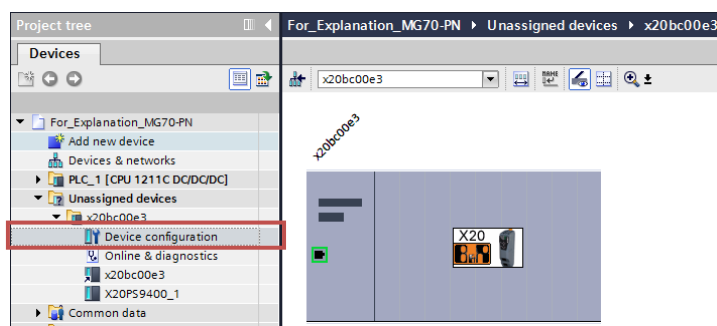 Project tree
For_Explanation_MG70-PN ▸ Unassigned devices ▸ x20bc00e3
Devices
x20bc00e3
NAME
For_Explanation_MG70-PN
Add new device
Devices & networks
PLC_1 [CPU 1211C DC/DC/DC]
Unassigned devices
x20bc00e3
Device configuration
Online & diagnostics
x20bc00e3
X20PS9400_1
Common data
x20bc00e3
X20
B&R